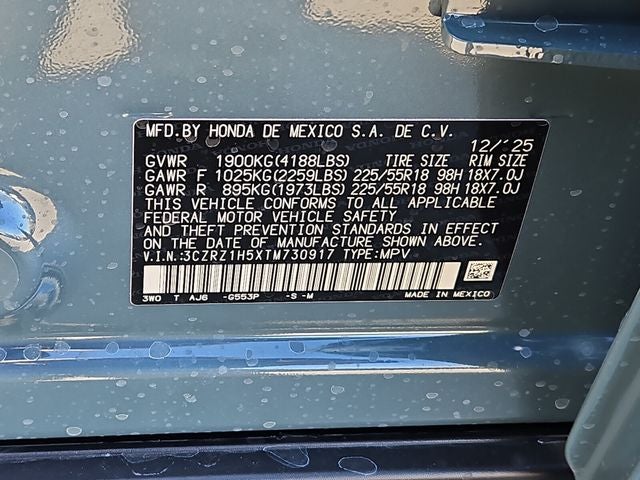 MFD.BY HONDA DE MEXICO S.A. DE C.V. 12/25
GVWR 1900KG(4188LBS) TIRE SIZE RIM SIZE
GAWR F 1025KG(2259LBS) 225/55R18 98H 18X7.0J
GAWR R 895KG(1973LBS) 225/55R18 98H 18X7.0J
THIS VEHICLE CONFORMS TO ALL APPLICABLE
FEDERAL MOTOR VEHICLE SAFETY
AND THEFT PREVENTION STANDARDS IN EFFECT
ON THE DATE OF MANUFACTURE SHOWN ABOVE.
V.I.N.:3CZRZ1H5XTM730917 TYPE:MPV
3WO T AJ6 -G553P -S -M MADE IN MEXICO